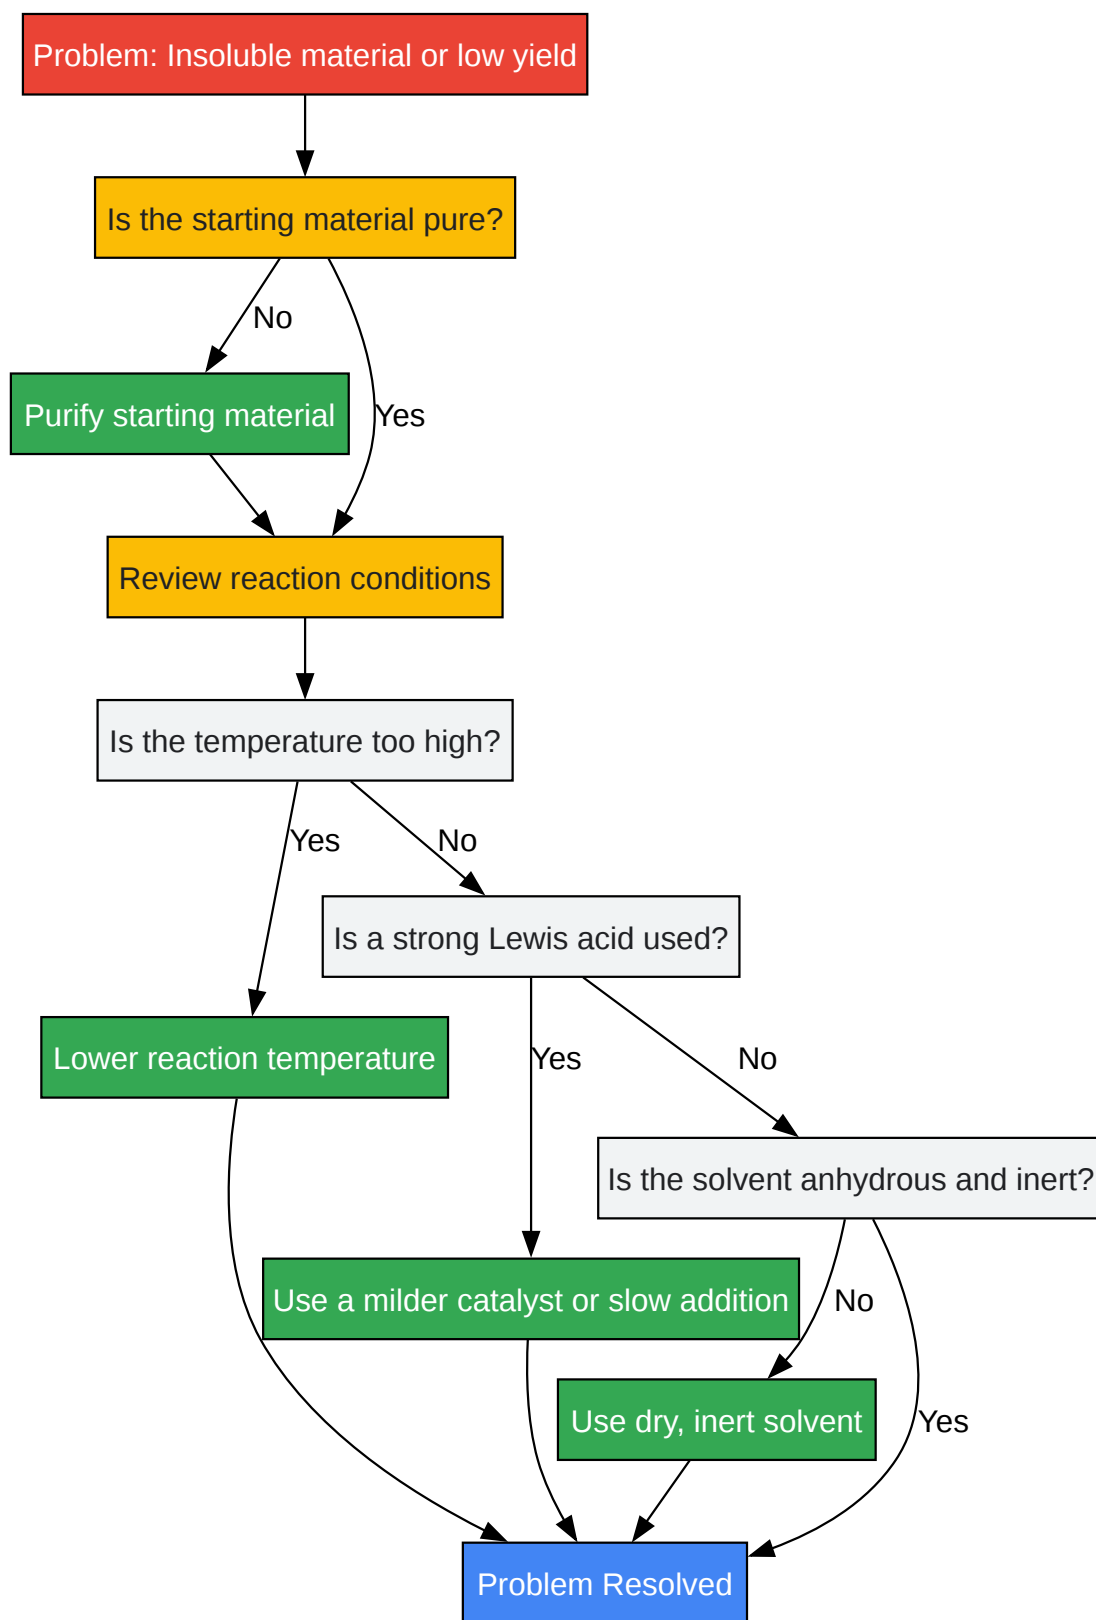 Problem: Insoluble material or low yield
Is the starting material pure?
No
Purify starting material
Yes
Review reaction conditions
Is the temperature too high?
Yes
No
Is a strong Lewis acid used?
Lower reaction temperature
Yes
No
Is the solvent anhydrous and inert?
Use a milder catalyst or slow addition
No
Use dry, inert solvent
Yes
Problem Resolved